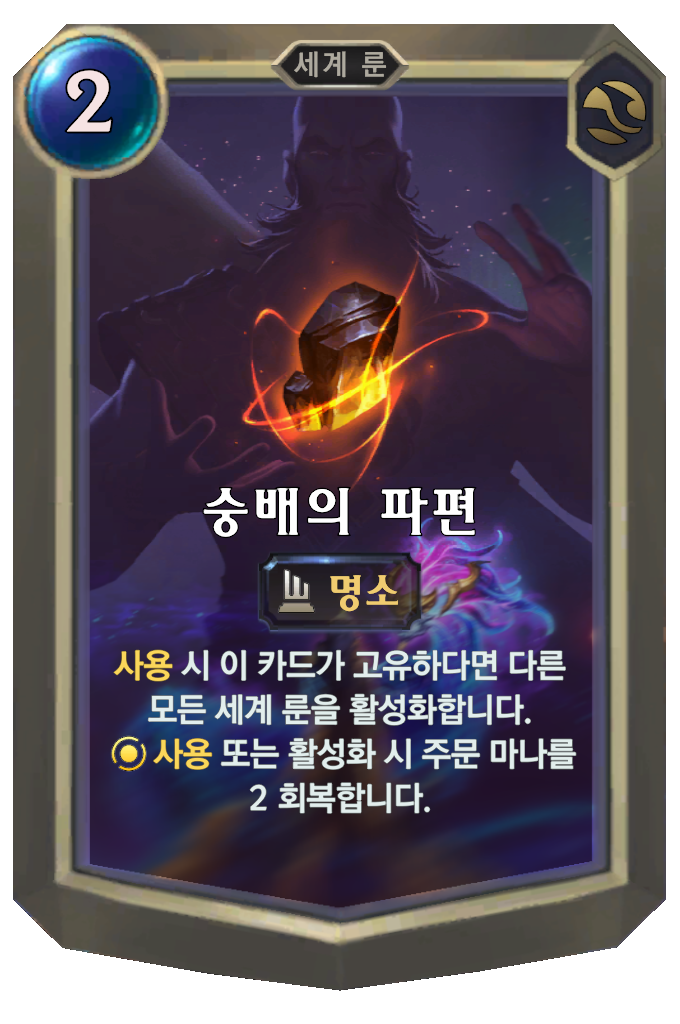 2
세계 룬
숭배의 파편
명소
사용 시 이 카드가 고유하다면 다른
모든 세계 룬을 활성화합니다.
사용 또는 활성화 시 주문 마나를
2 회복합니다.